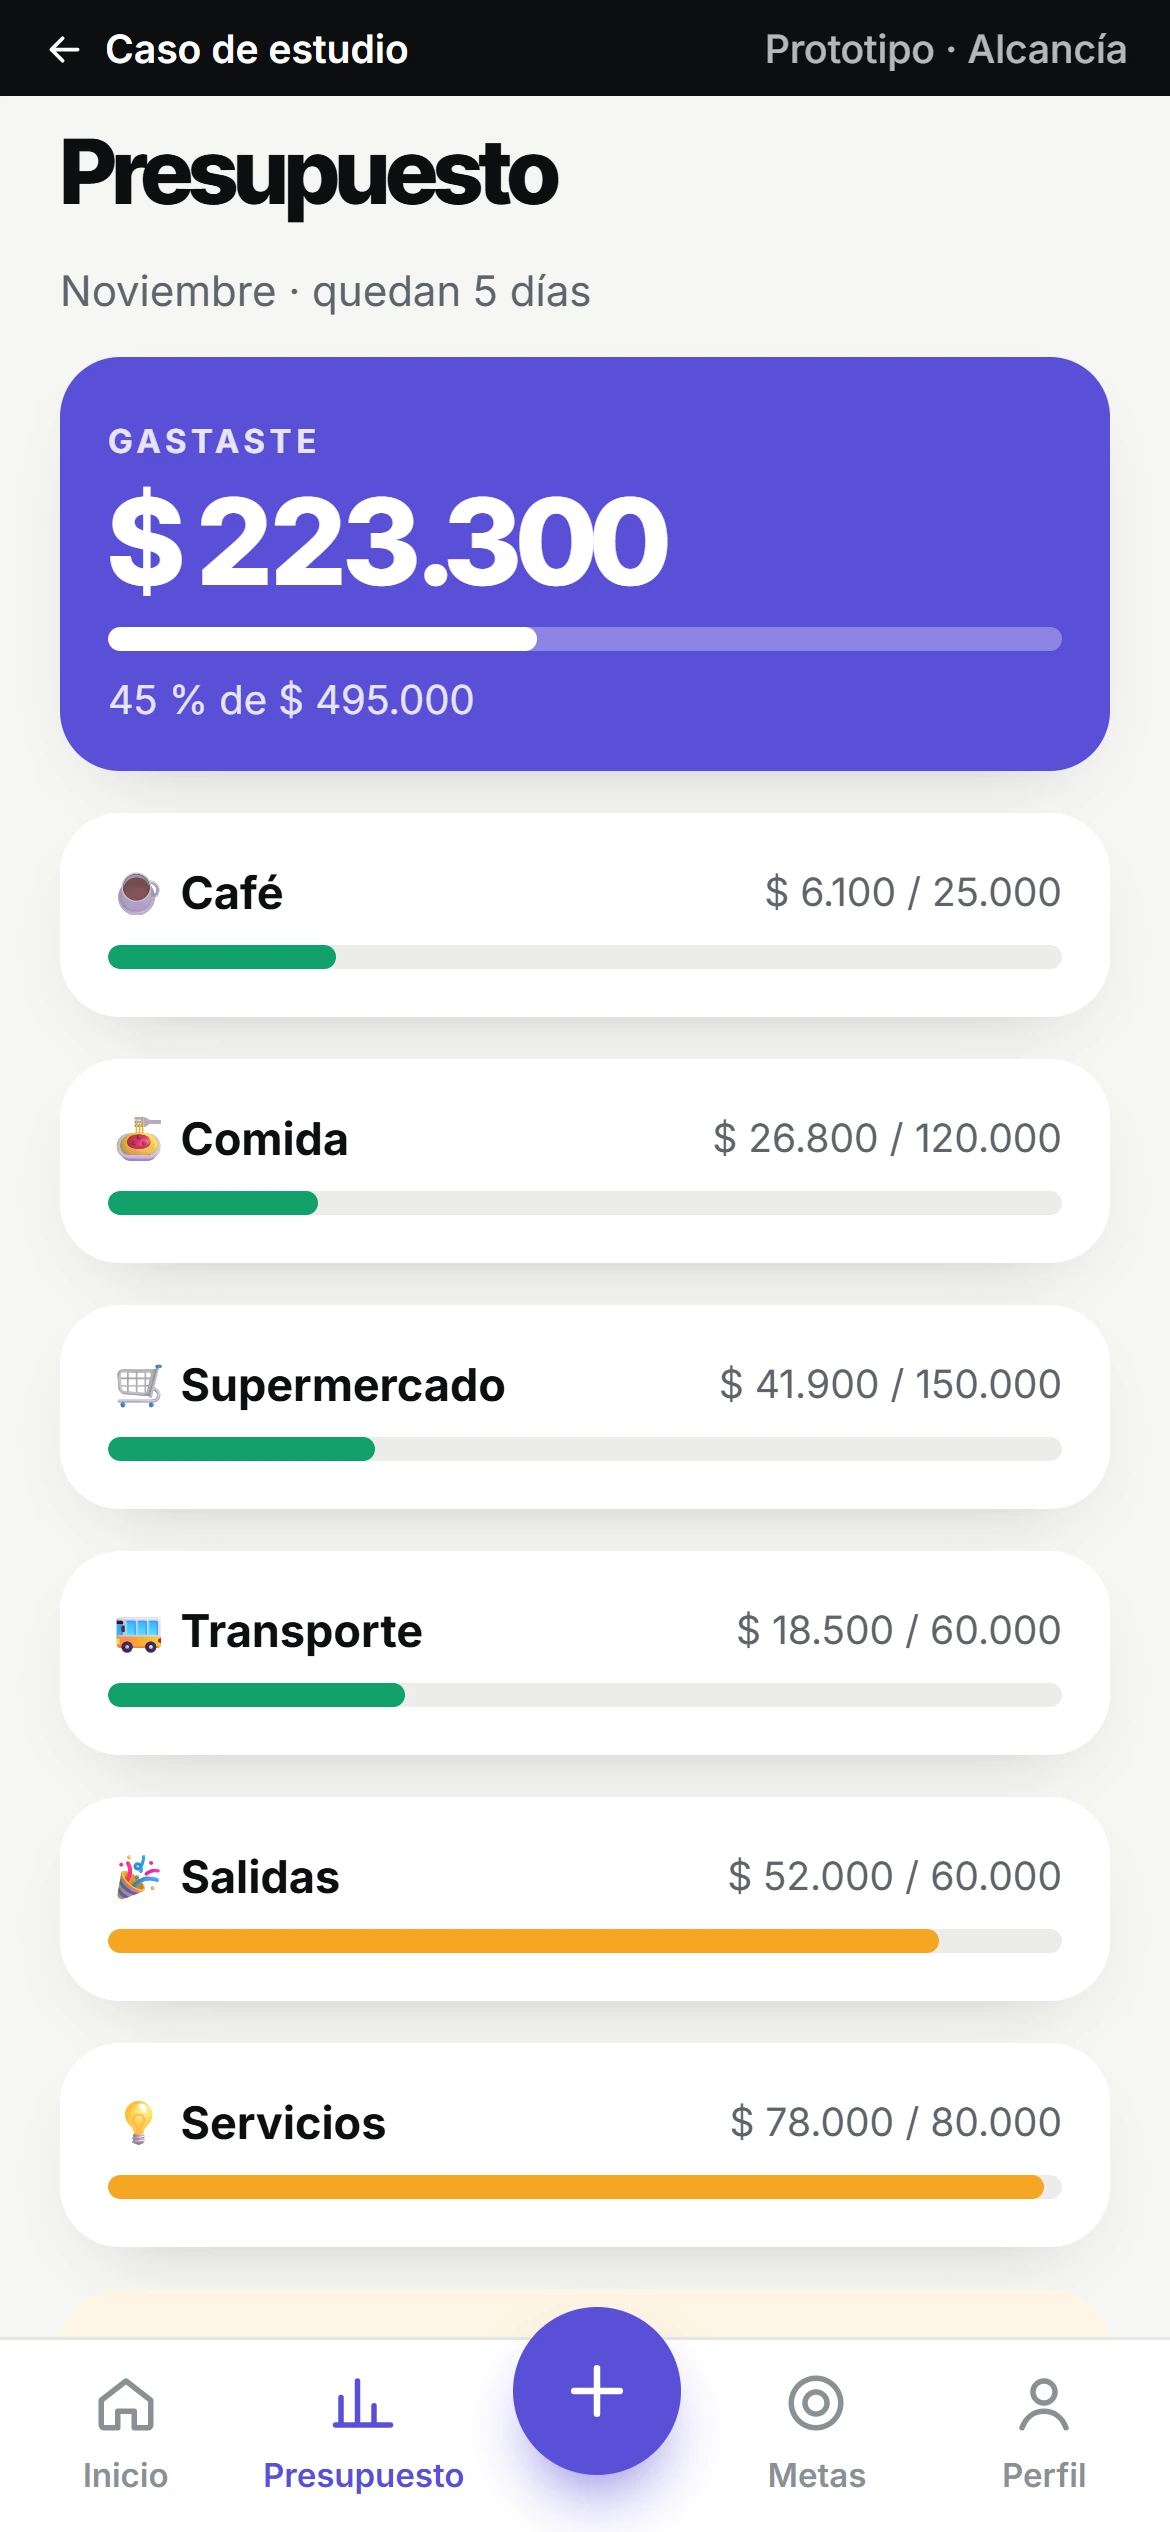 Caso de estudio Prototipo · Alcancía
Presupuesto
Noviembre · quedan 5 días
GASTASTE
$ 223.300
45 % de $ 495.000
Café $ 6.100 / 25.000
Comida $ 26.800 / 120.000
Supermercado $ 41.900 / 150.000
Transporte $ 18.500 / 60.000
Salidas $ 52.000 / 60.000
Servicios $ 78.000 / 80.000
Inicio Presupuesto Metas Perfil